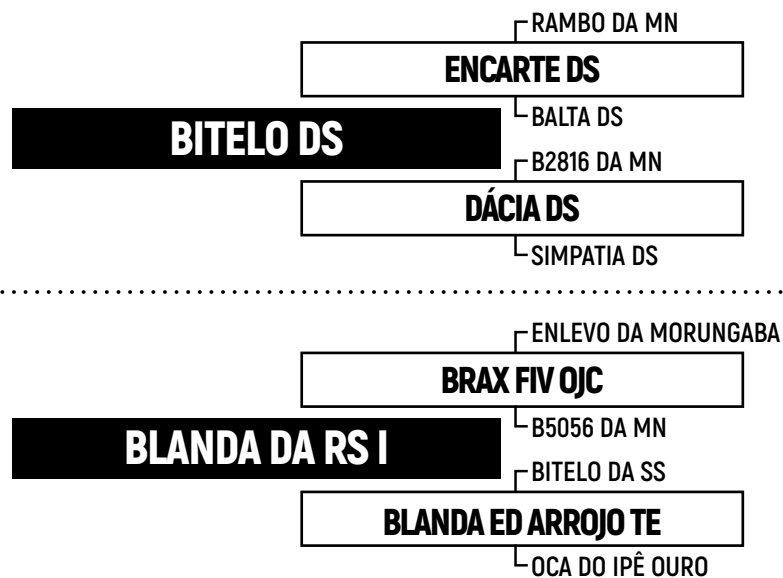 RAMBO DA MN
ENCARTE DS
BALTA DS
BITELO DS
B2816 DA MN
DÁCIA DS
SIMPATIA DS
ENLEVO DA MORUNGABA
BRAX FIV OJC
B5056 DA MN
BLANDA DA RS I
BITELO DA SS
BLANDA ED ARROJO TE
OCA DO IPÊ OURO